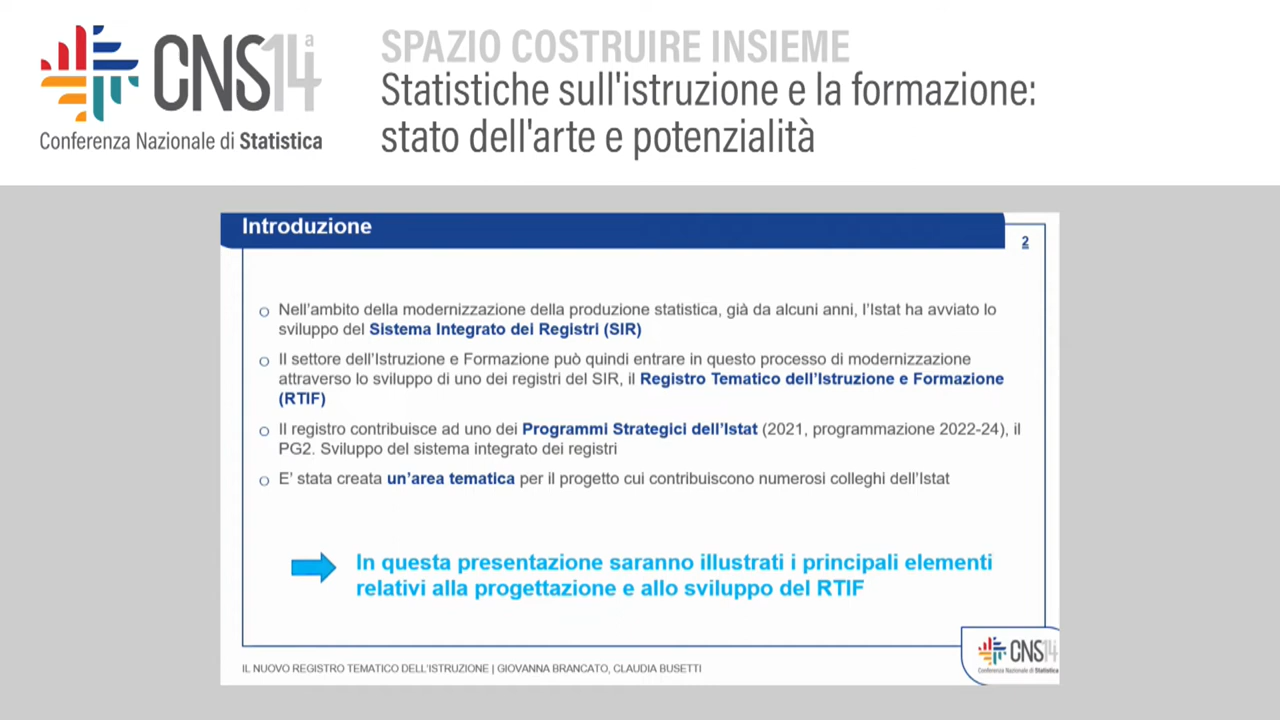 CNS14ª
Conferenza Nazionale di Statistica
SPAZIO COSTRUIRE INSIEME
Statistiche sull'istruzione e la formazione:
stato dell'arte e potenzialità
Introduzione
2
Nell'ambito della modernizzazione della produzione statistica, già da alcuni anni, l'Istat ha avviato lo
sviluppo del Sistema Integrato dei Registri (SIR)
Il settore dell'Istruzione e Formazione può quindi entrare in questo processo di modernizzazione
attraverso lo sviluppo di uno dei registri del SIR, il Registro Tematico dell'Istruzione e Formazione
(RTIF)
Il registro contribuisce ad uno dei Programmi Strategici dell'Istat (2021, programmazione 2022-24), il
PG2. Sviluppo del sistema integrato dei registri
E' stata creata un'area tematica per il progetto cui contribuiscono numerosi colleghi dell'Istat
In questa presentazione saranno illustrati i principali elementi
relativi alla progettazione e allo sviluppo del RTIF
IL NUOVO REGISTRO TEMATICO DELL'ISTRUZIONE | GIOVANNA BRANCATO, CLAUDIA BUSETTI
CNS14
Conferenza Nazionale di Statistica